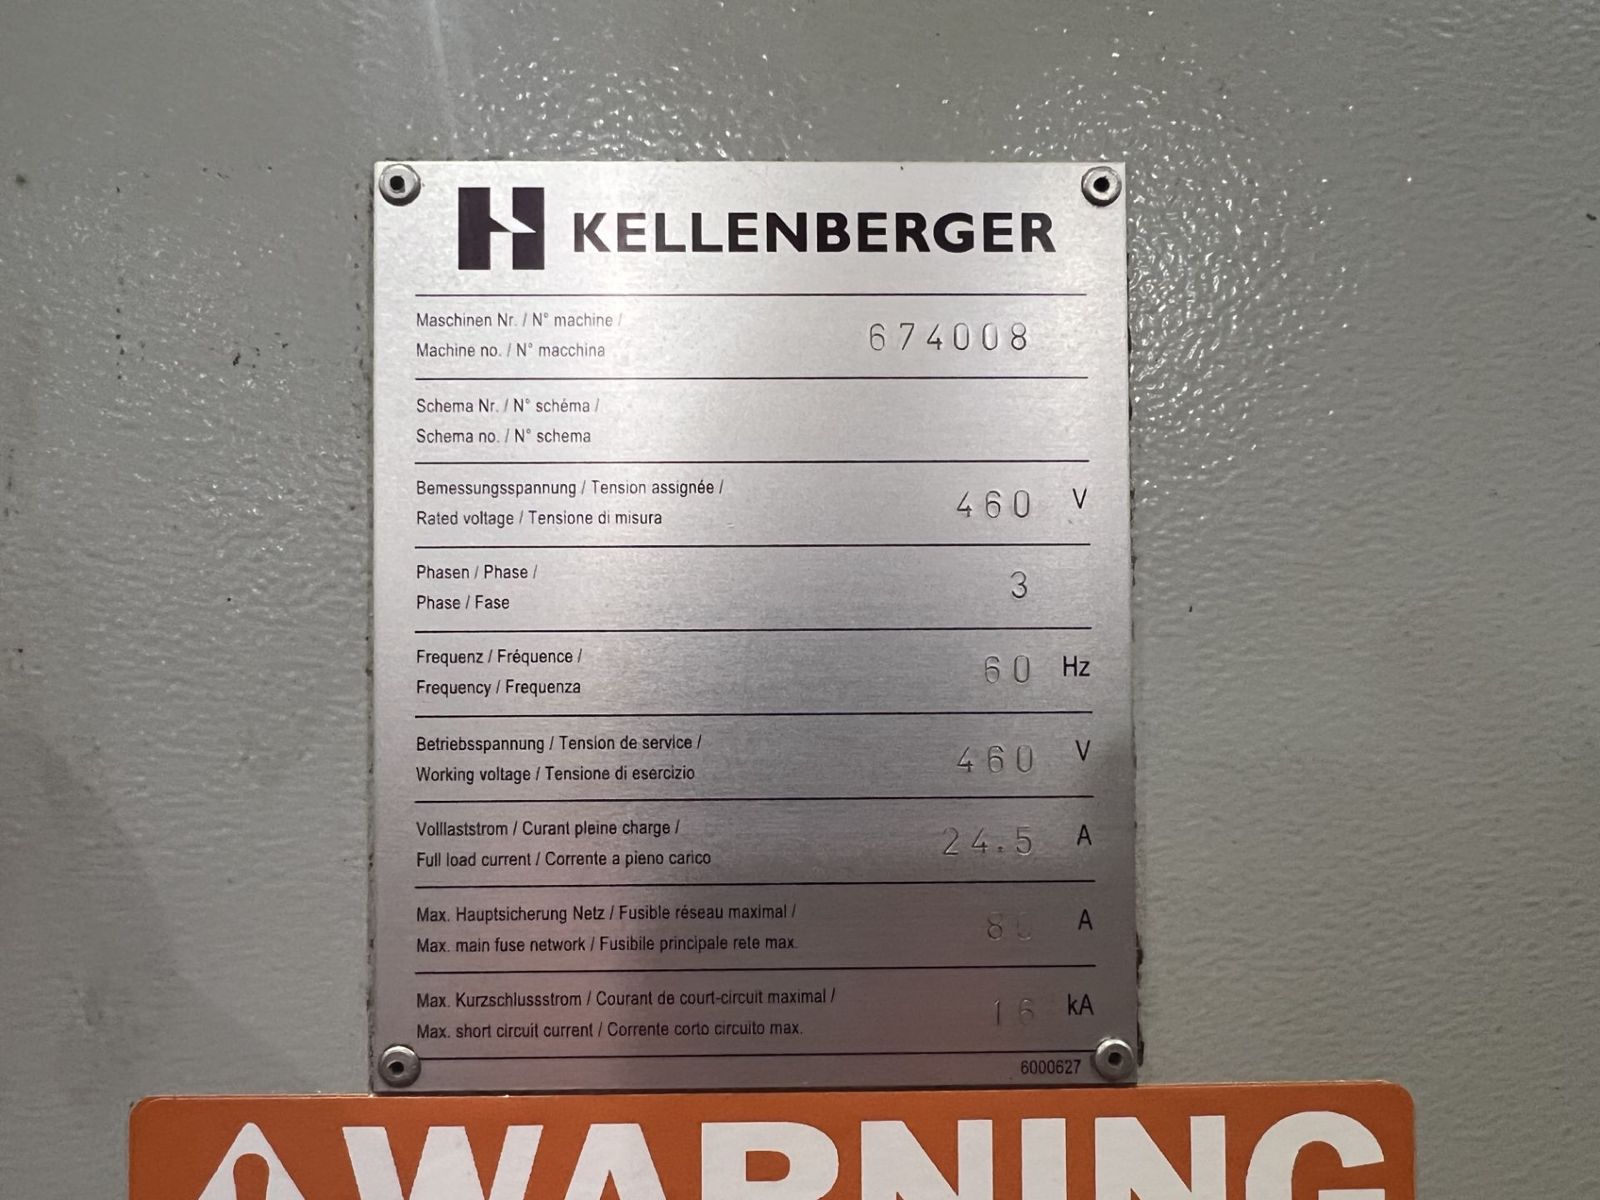 KELLENBERGER
Maschinen Nr. / N° machine /
Machine no. / N° macchina
674008
Schema Nr. / N° schéma /
Schema no. / N° schema
Bemessungsspannung / Tension assignée /
Rated voltage / Tensione di misura
460 V
Phasen / Phase /
Phase / Fase
3
Frequenz / Fréquence /
Frequency / Frequenza
60 Hz
Betriebsspannung / Tension de service /
Working voltage / Tensione di esercizio
460 V
Volllaststrom / Curant pleine charge /
Full load current / Corrente a pieno carico
24.5 A
Max. Hauptsicherung Netz / Fusible réseau maximal /
Max. main fuse network / Fusibile principale rete max.
80 A
Max. Kurzschlussstrom / Courant de court-circuit maximal /
Max. short circuit current / Corrente corto circuito max.
16 kA
6000627
WARNING